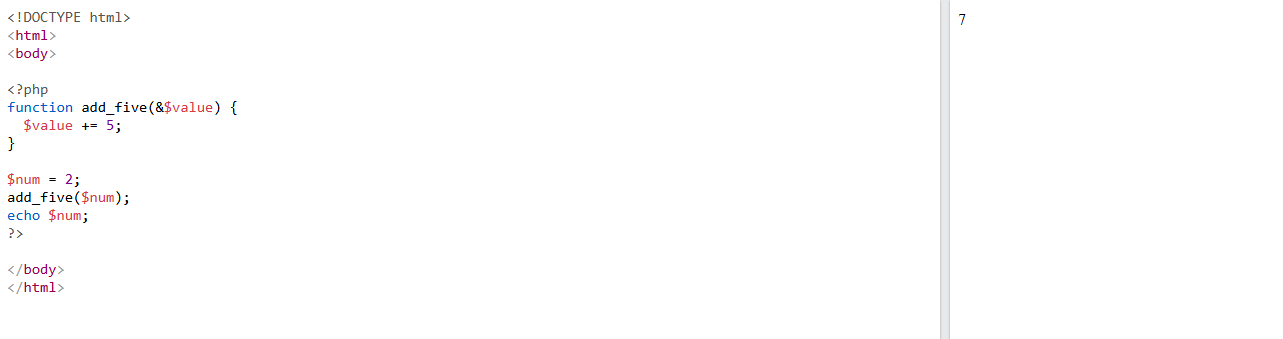 <!DOCTYPE html>
<html>
<body>

<?php
function add_five(&$value) {
  $value += 5;
}

$num = 2;
add_five($num);
echo $num;
?>

</body>
</html>
7